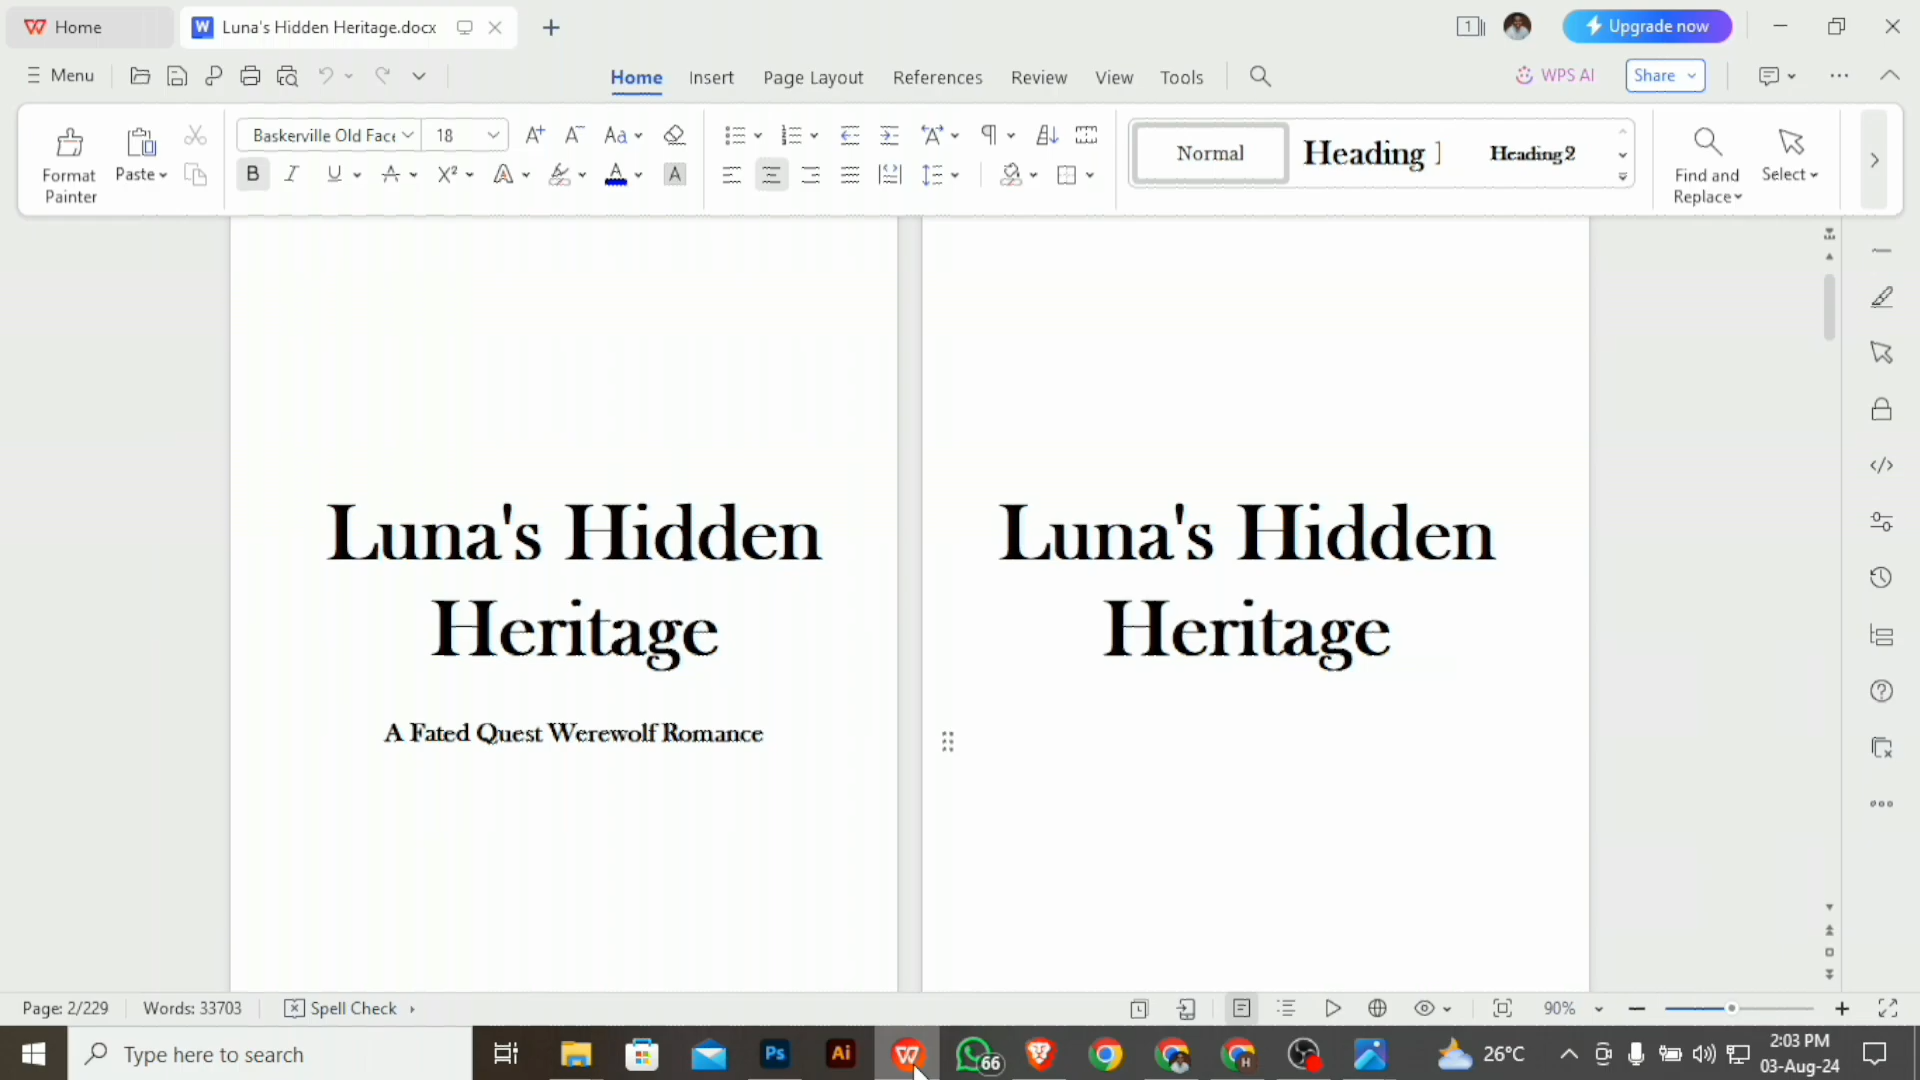 Home
Luna's Hidden Heritage.docx
1
Upgrade now
Menu
Home Insert Page Layout References Review View Tools
WPS AI
Share
Format Painter
Paste
Baskerville Old Face
18
Normal
Heading 1
Heading 2
Find and Replace
Select
Luna's Hidden
Heritage
A Fated Quest Werewolf Romance
Luna's Hidden
Heritage
Page: 2/229 Words: 33703 Spell Check
90%
Type here to search
Ps
Ai
66
H
26°C
2:03 PM
03-Aug-24